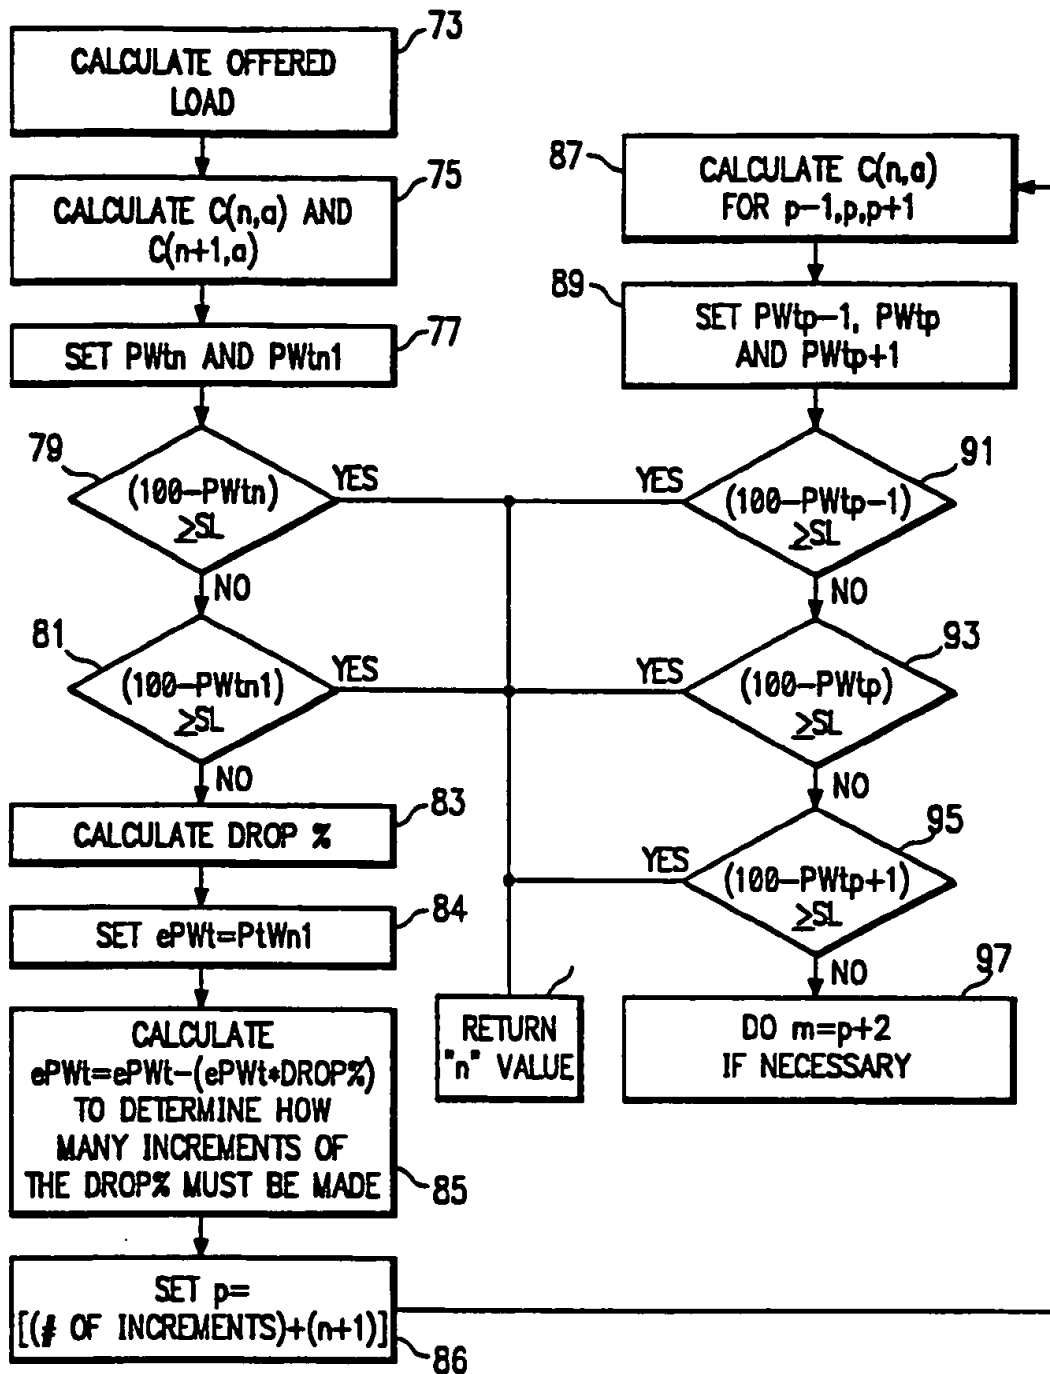 73
CALCULATE OFFERED
LOAD
75
CALCULATE C(n,a) AND
C(n+1,a)
77
SET PWtn AND PWtn1
79
(100-PWtn)
≥SL
YES
NO
81
(100-PWtn1)
≥SL
YES
NO
83
CALCULATE DROP %
84
SET ePWt=PtWn1
CALCULATE
ePWt=ePWt-(ePWt*DROP%)
TO DETERMINE HOW
MANY INCREMENTS OF
THE DROP% MUST BE MADE
85
SET p=
[(# OF INCREMENTS)+(n+1)]
86
87
CALCULATE C(n,a)
FOR p-1,p,p+1
89
SET PWtp-1, PWtp
AND PWtp+1
91
YES
(100-PWtp-1)
≥SL
NO
93
YES
(100-PWtp)
≥SL
NO
95
YES
(100-PWtp+1)
≥SL
NO
97
RETURN
"n" VALUE
DO m=p+2
IF NECESSARY